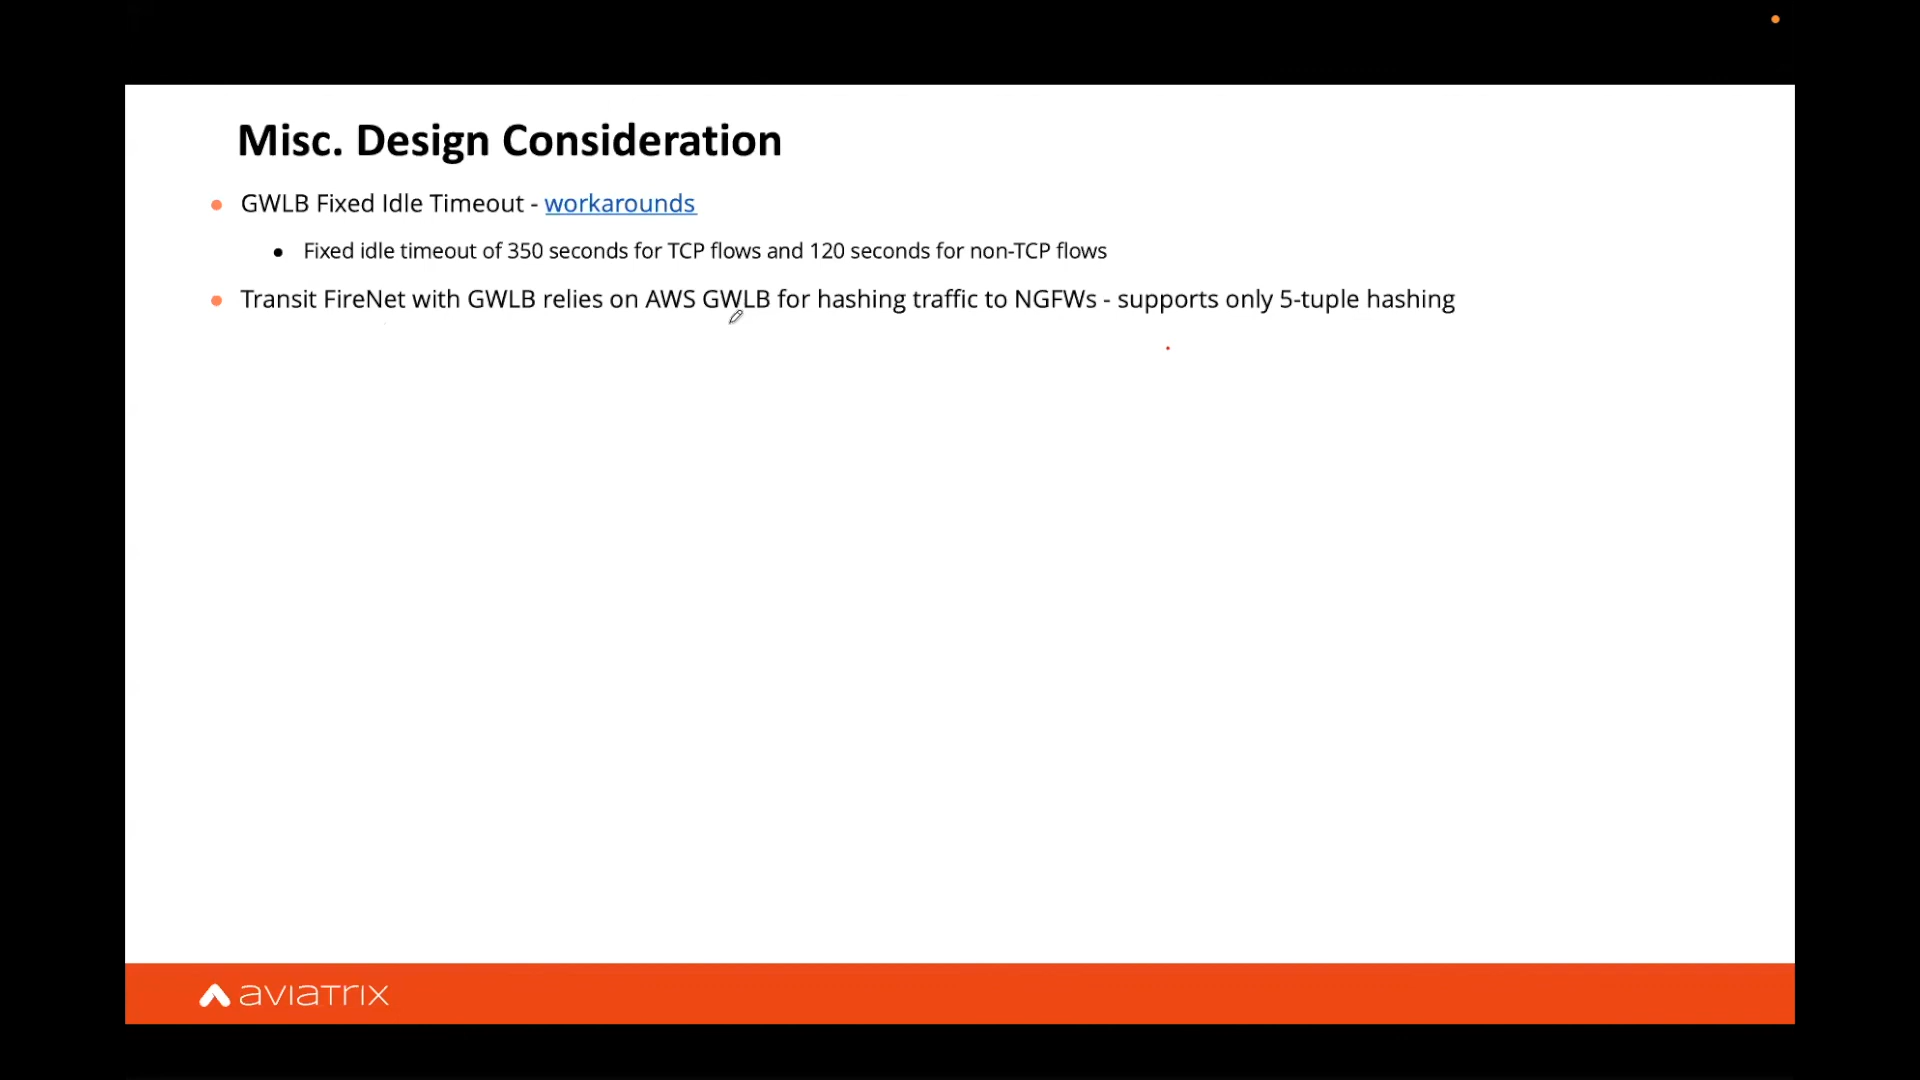 Misc. Design Consideration
GWLB Fixed Idle Timeout - workarounds
Fixed idle timeout of 350 seconds for TCP flows and 120 seconds for non-TCP flows
Transit FireNet with GWLB relies on AWS GWLB for hashing traffic to NGFWs - supports only 5-tuple hashing
aviatrix